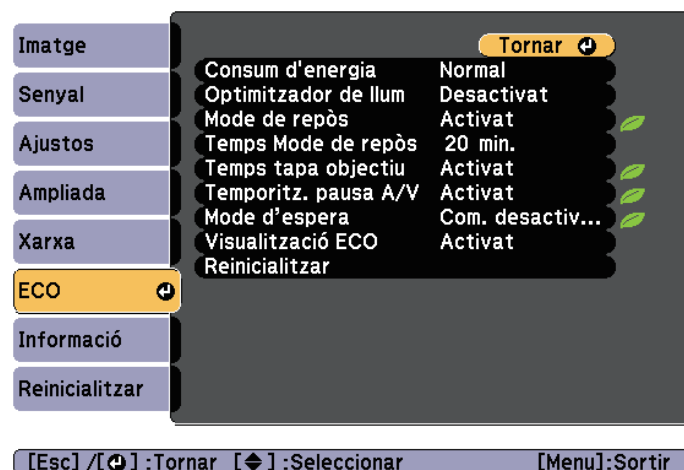 Imatge
Senyal
Ajustos
Ampliada
Xarxa
ECO
Informació
Reinicialitzar
Tornar
Consum d'energia Normal
Optimitzador de llum Desactivat
Mode de repòs Activat
Temps Mode de repòs 20 min.
Temps tapa objectiu Activat
Temporitz. pausa A/V Activat
Mode d’espera Com. desactiv...
Visualització ECO Activat
Reinicialitzar
[Esc] /[ ] :Tornar [ ] :Seleccionar [Menu]:Sortir